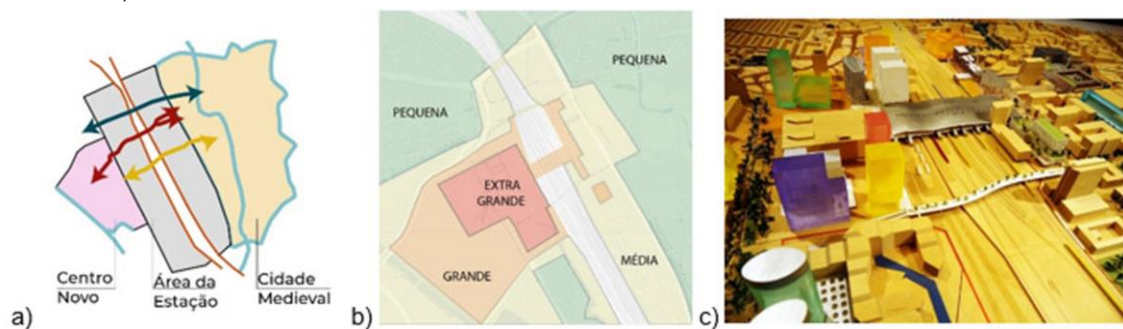 Centro
Novo
Área da
Estação
Cidade
Medieval
a)
PEQUENA
PEQUENA
EXTRA
GRANDE
GRANDE
MÉDIA
b)
c)